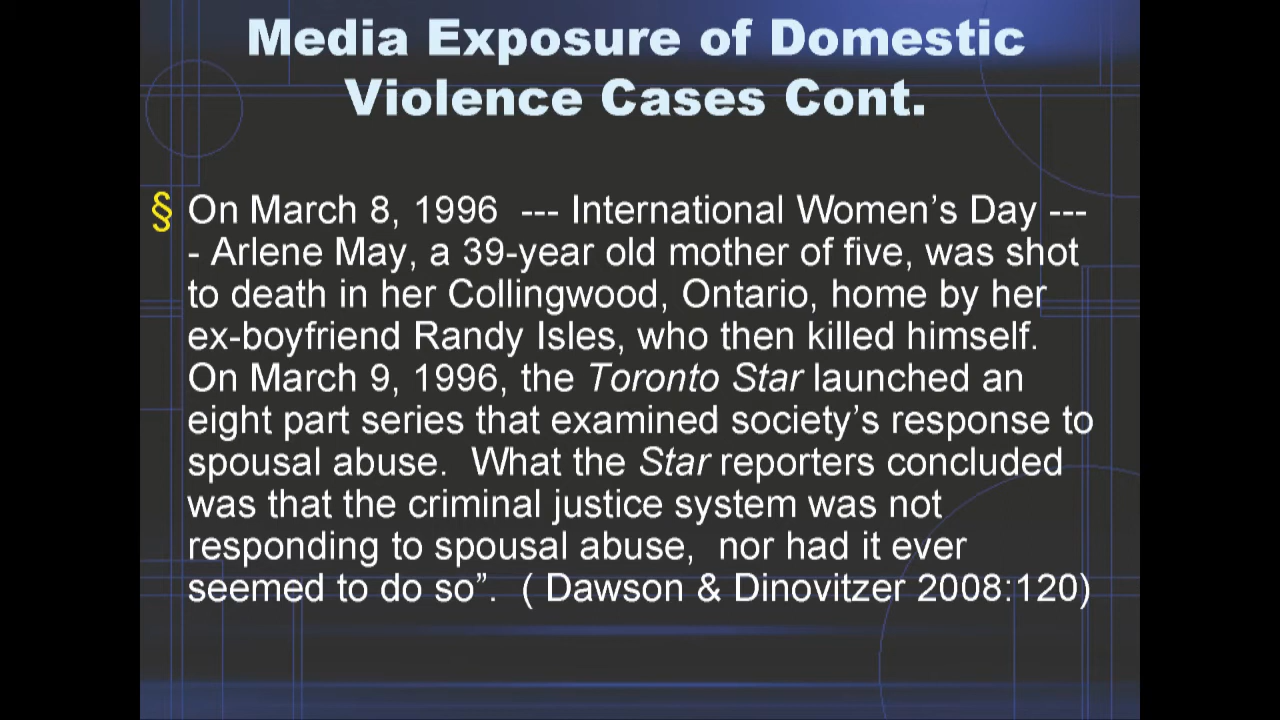 Media Exposure of Domestic
Violence Cases Cont.
§ On March 8, 1996  --- International Women’s Day ---
- Arlene May, a 39-year old mother of five, was shot
to death in her Collingwood, Ontario, home by her
ex-boyfriend Randy Isles, who then killed himself.
On March 9, 1996, the Toronto Star launched an
eight part series that examined society’s response to
spousal abuse.  What the Star reporters concluded
was that the criminal justice system was not
responding to spousal abuse,  nor had it ever
seemed to do so”.  ( Dawson & Dinovitzer 2008:120)